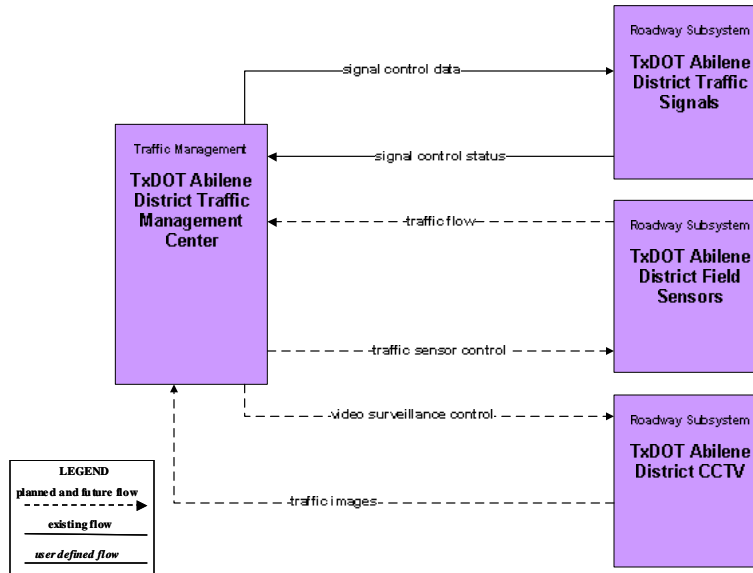 Roadway Subsystem
TxDOT Abilene
District Traffic
Signals
signal control data
Traffic Management
TxDOT Abilene
District Traffic
Management
Center
signal control status
traffic flow
Roadway Subsystem
TxDOT Abilene
District Field
Sensors
traffic sensor control
video surveillance control
Roadway Subsystem
TxDOT Abilene
District CCTV
traffic images
LEGEND
planned and future flow
existing flow
user defined flow